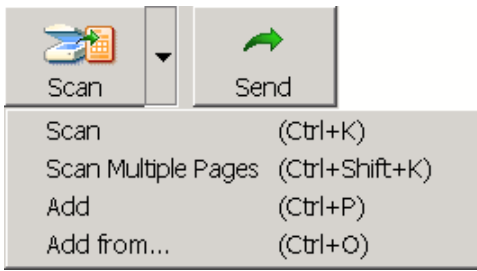 Scan Send
Scan (Ctrl+K)
Scan Multiple Pages (Ctrl+Shift+K)
Add (Ctrl+P)
Add from... (Ctrl+O)